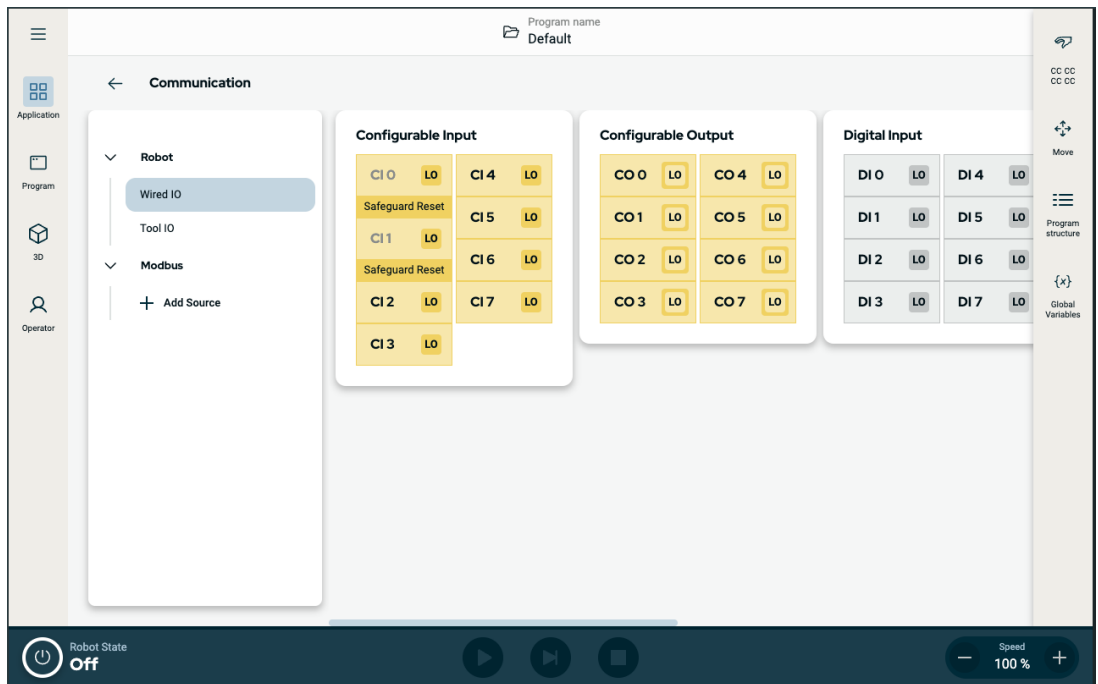 Program name
Default
Application
Program
3D
Operator
Communication
Robot
Wired IO
Tool IO
Modbus
Add Source
Configurable Input
CI 0 LO CI 4 LO
Safeguard Reset
CI 5 LO
CI 1 LO
CI 6 LO
Safeguard Reset
CI 2 LO CI 7 LO
CI 3 LO
Configurable Output
CO 0 LO CO 4 LO
CO 1 LO CO 5 LO
CO 2 LO CO 6 LO
CO 3 LO CO 7 LO
Digital Input
DI 0 LO DI 4 LO
DI 1 LO DI 5 LO
DI 2 LO DI 6 LO
DI 3 LO DI 7 LO
CC CC
CC CC
Move
Program
structure
{x}
Global
Variables
Robot State
Off
Speed
100 %